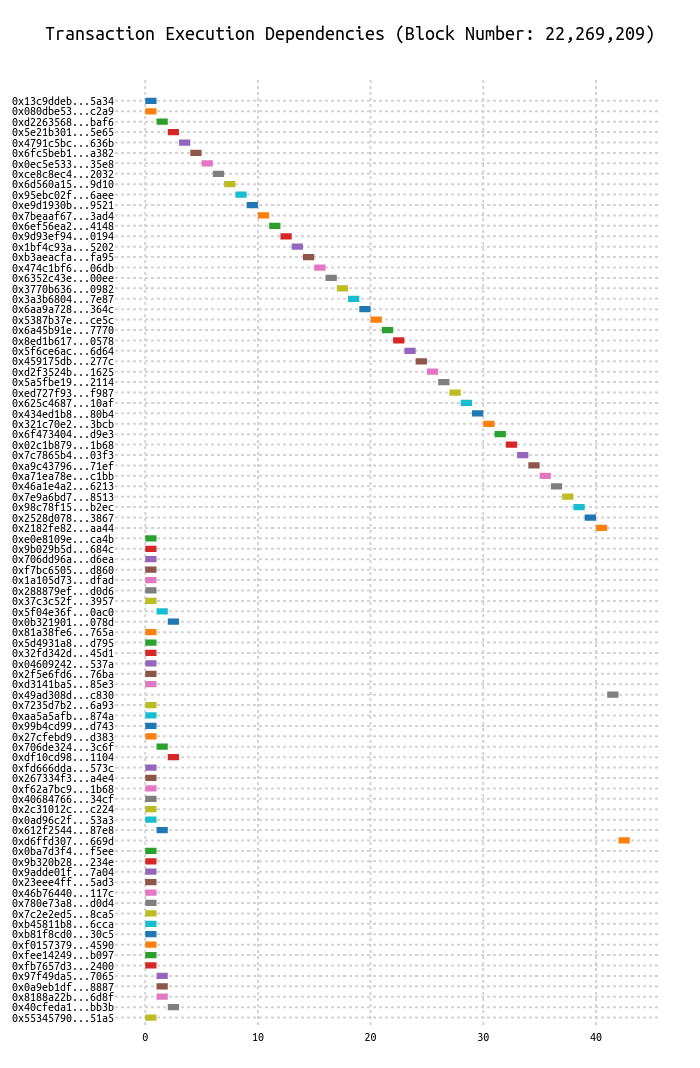 Transaction Execution Dependencies (Block Number: 22,269,209)
0x13c9ddeb...5a34
0x080dbe53...c2a9
0xd2263568...baf6
0x5e21b301...5e65
0x4791c5bc...636b
0x6fc5beb1...a382
0x0ec5e533...35e8
0xce8c8ec4...2032
0x6d560a15...9d10
0x95ebc02f...6aee
0xe9d1930b...9521
0x7beaaf67...3ad4
0x6ef56ea2...4148
0x9d93ef94...0194
0x1bf4c93a...5202
0xb3aeacfa...fa95
0x474c1bf6...06db
0x6352c43e...00ee
0x3770b636...0982
0x3a3b6804...7e87
0x6aa9a728...364c
0x5387b37e...ce5c
0x6a45b91e...7770
0x8ed1b617...0578
0x5f6ce6ac...6d64
0x459175db...277c
0xd2f3524b...1625
0x5a5fbe19...2114
0xed727f93...f987
0x625c4687...10af
0x434ed1b8...80b4
0x321c70e2...3bcb
0x6f473404...d9e3
0x02c1b879...1b68
0x7c7865b4...03f3
0xa9c43796...71ef
0xa71ea78e...c1bb
0x46a1e4a2...6213
0x7e9a6bd7...8513
0x98c78f15...b2ec
0x2528d078...3867
0x2182fe82...aa44
0xe0e8109e...ca4b
0x9b029b5d...684c
0x706dd96a...d6ea
0xf7bc6505...d860
0x1a105d73...dfad
0x288879ef...d0d6
0x37c3c52f...3957
0x5f04e36f...0ac0
0x0b321901...078d
0x81a38fe6...765a
0x5d4931a8...d795
0x32fd342d...45d1
0x04609242...537a
0x2f5e6fd6...76ba
0xd3141ba5...85e3
0x49ad308d...c830
0x7235d7b2...6a93
0xaa5a5afb...874a
0x99b4cd99...d743
0x27cfebd9...d383
0x706de324...3c6f
0xdf10cd98...1104
0xfd666dda...573c
0x267334f3...a4e4
0xf62a7bc9...1b68
0x40684766...34cf
0x2c31012c...c224
0x0ad96c2f...53a3
0x612f2544...87e8
0xd6ffd307...669d
0x0ba7d3f4...f5ee
0x9b320b28...234e
0x9adde01f...7a04
0x23eee4ff...5ad3
0x46b76440...117c
0x780e73a8...d0d4
0x7c2e2ed5...8ca5
0xb45811b8...6cca
0xb81f8cd0...30c5
0xf0157379...4590
0xfee14249...b097
0xfb7657d3...2400
0x97f49da5...7065
0x0a9eb1df...8887
0x8188a22b...6d8f
0x40cfeda1...bb3b
0x55345790...51a5
0 10 20 30 40